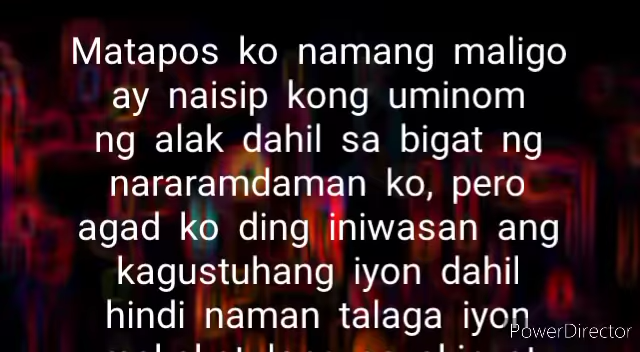 Matapos ko namang maligo
ay naisip kong uminom
ng alak dahil sa bigat ng
nararamdaman ko, pero
agad ko ding iniwasan ang
kagustuhang iyon dahil
hindi naman talaga iyon
PowerDirector